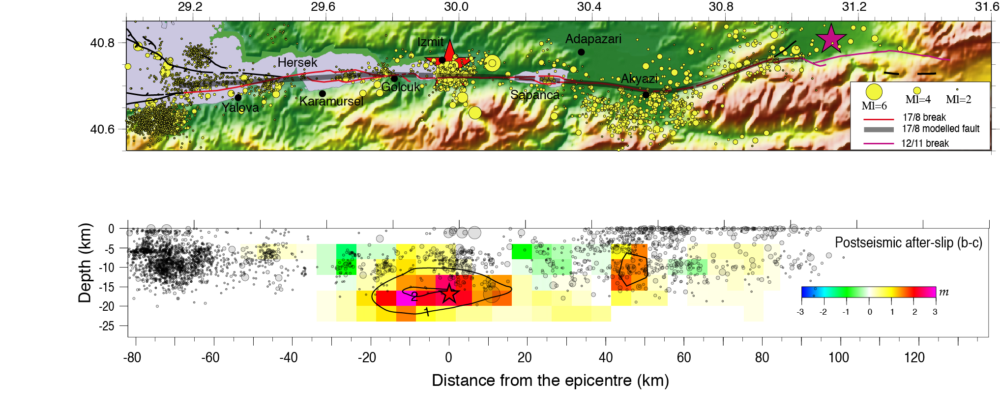 29.2 29.6 30.0 30.4 30.8 31.2 31.6
40.8
40.6
Izmit
Adapazari
Hersek
Akyazi
Golcuk
Sapanca
Karamursel
Yalova
Ml=6 Ml=4 Ml=2
17/8 break
17/8 modelled fault
12/11 break
Depth (km)
0
-5
-10
-15
-20
-25
Postseismic after-slip (b-c)
2
1
m
-3 -2 -1 0 1 2 3
-80 -60 -40 -20 0 20 40 60 80 100 120
Distance from the epicentre (km)